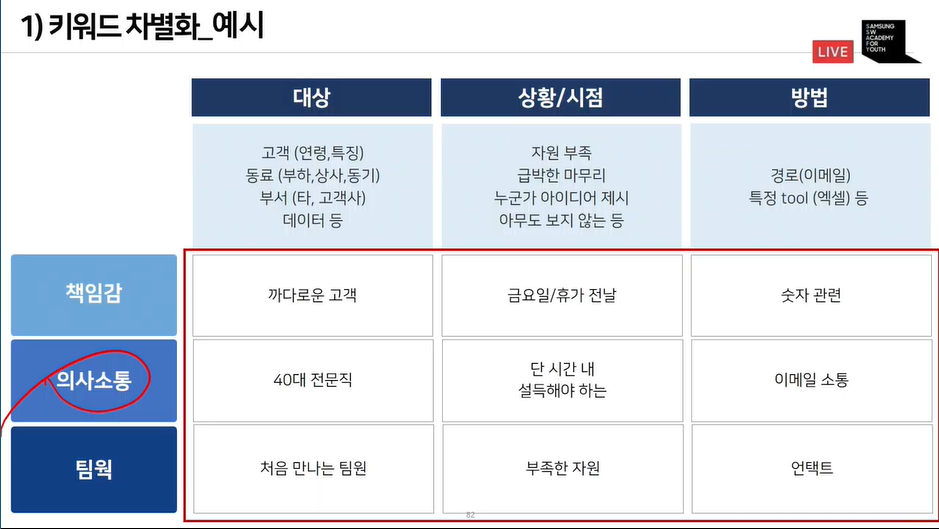 1) 키워드 차별화_예시
LIVE
SAMSUNG
SW
ACADEMY
FOR
YOUTH
대상
상황/시점
방법
고객 (연령,특징)
동료 (부하,상사,동기)
부서 (타, 고객사)
데이터 등
자원 부족
급박한 마무리
누군가 아이디어 제시
아무도 보지 않는 등
경로(이메일)
특정 tool (엑셀) 등
책임감
까다로운 고객
금요일/휴가 전날
숫자 관련
의사소통
40대 전문직
단 시간 내
설득해야 하는
이메일 소통
팀웍
처음 만나는 팀원
부족한 자원
언택트
82